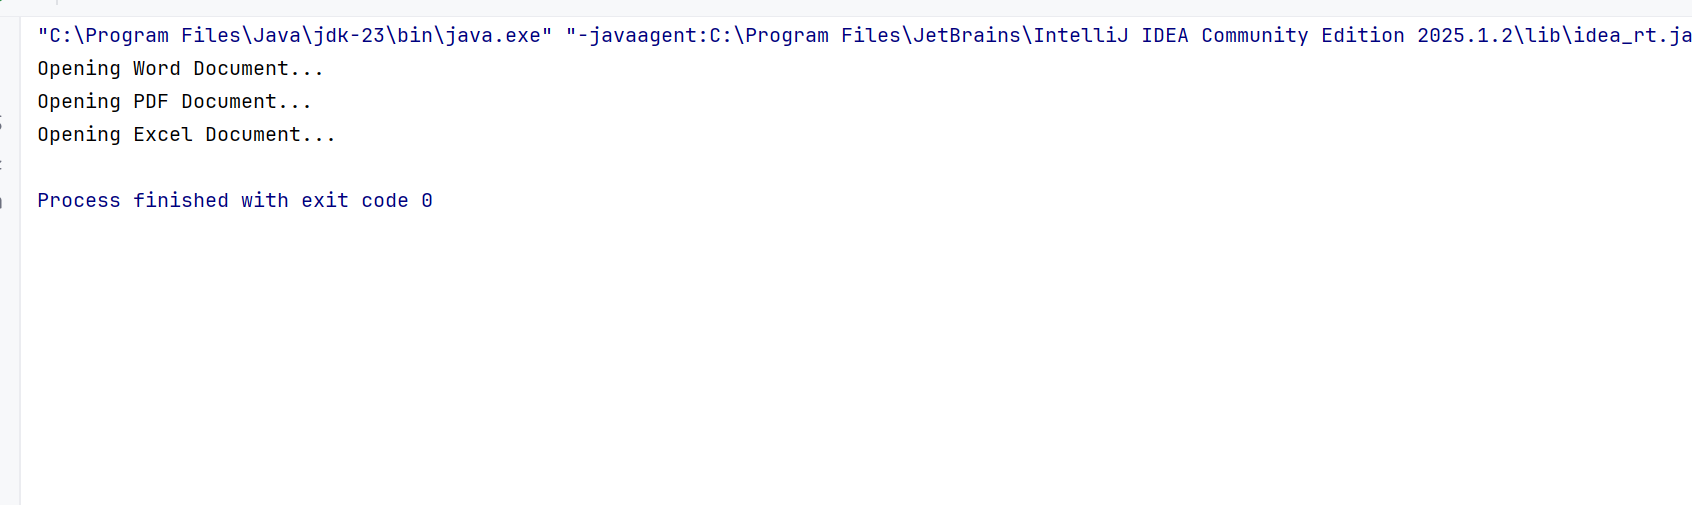 "C:\Program Files\Java\jdk-23\bin\java.exe" "-javaagent:C:\Program Files\JetBrains\IntelliJ IDEA Community Edition 2025.1.2\lib\idea_rt.ja
Opening Word Document...
Opening PDF Document...
Opening Excel Document...
Process finished with exit code 0